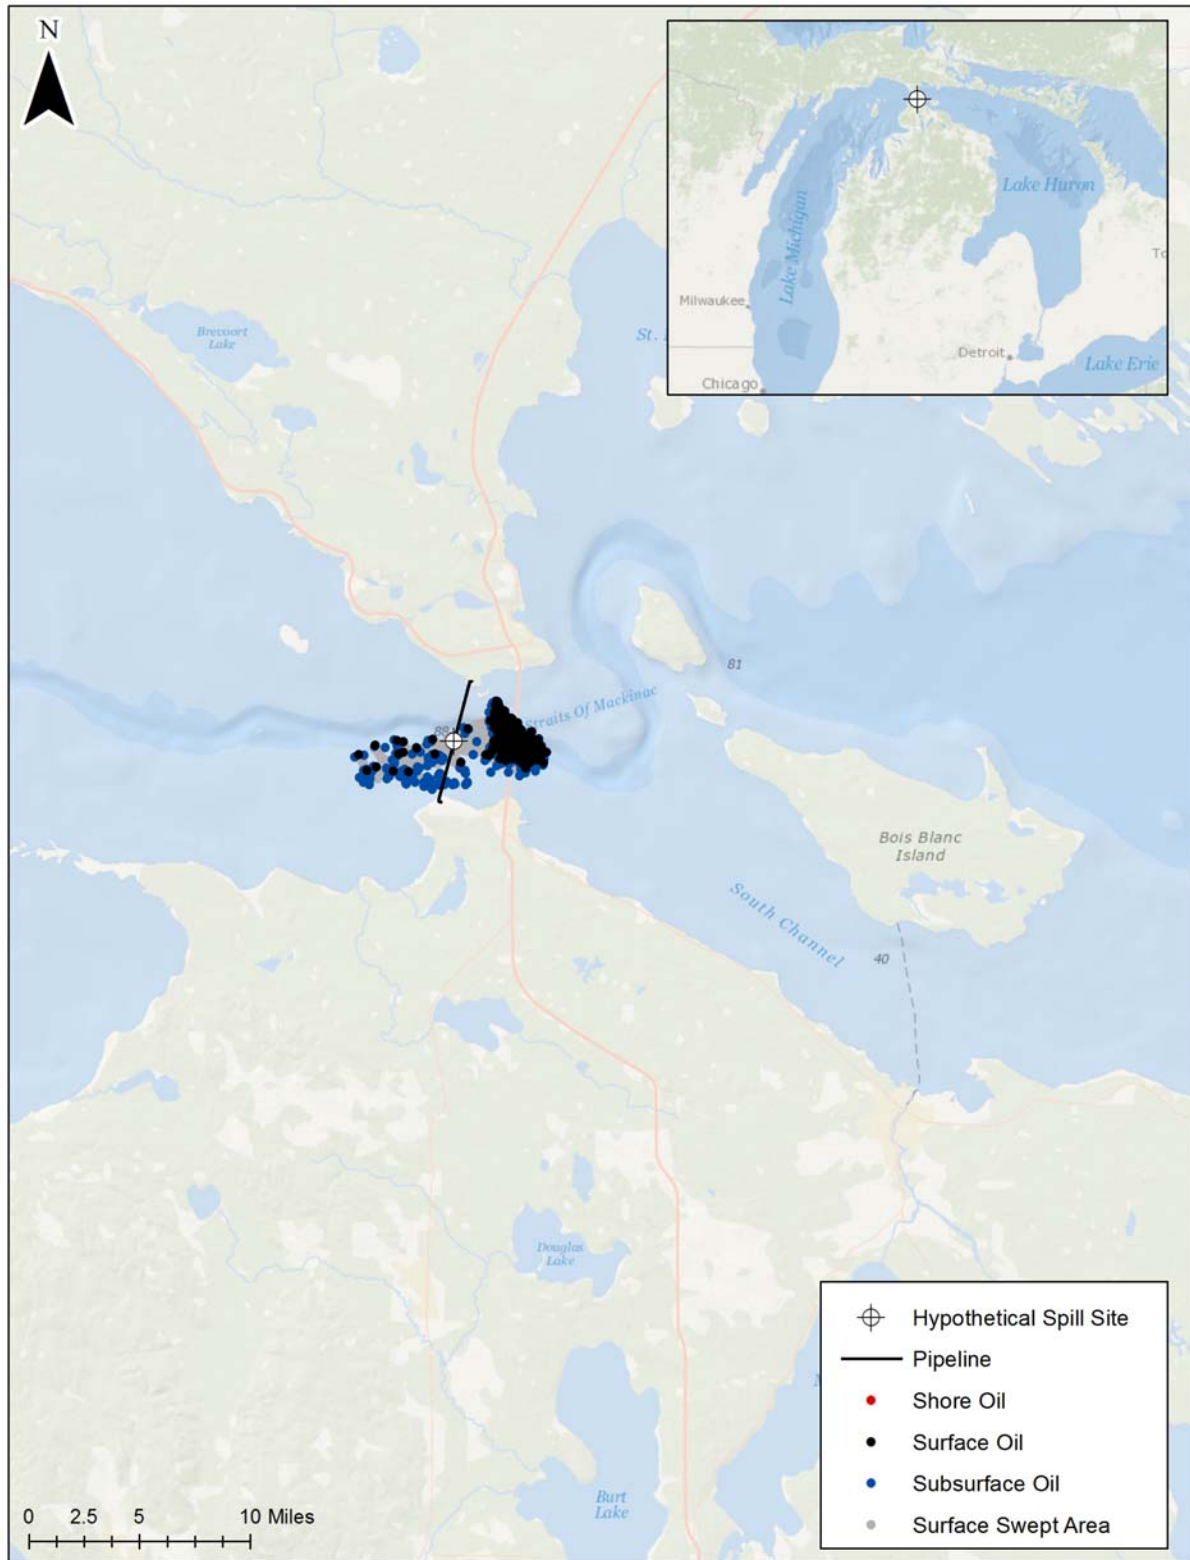 N
Lake Huron
Lake Michigan
Milwaukee
Detroit
Lake Erie
Chicago
Brevoort
Lake
St.
81
Straits Of Mackinac
88
Bois Blanc
Island
South Channel
40
Douglas
Lake
Burt
Lake
Hypothetical Spill Site
Pipeline
Shore Oil
Surface Oil
Subsurface Oil
Surface Swept Area
0 2.5 5 10 Miles